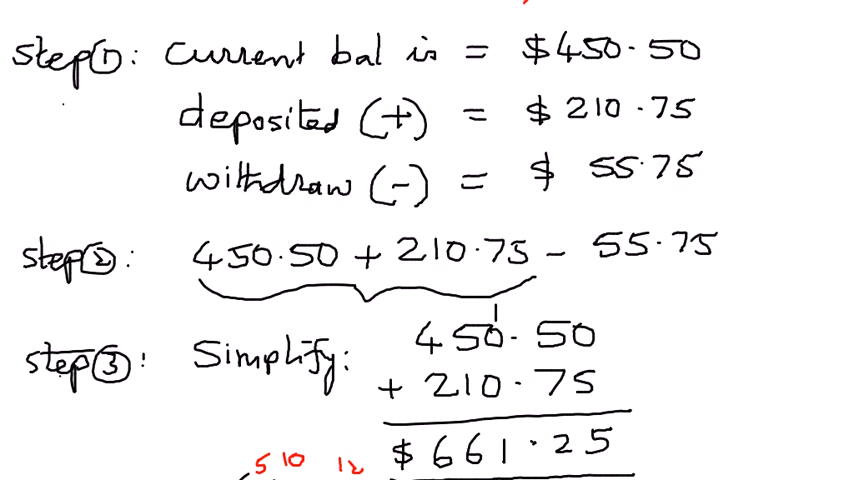 step①: current bal is = $450.50
deposited (+) = $ 210.75
withdraw (-) = $ 55.75
step②: 450.50 + 210.75 - 55.75
1
step③: Simplify: 450.50
+ 210.75
$ 661.25
5 10 12